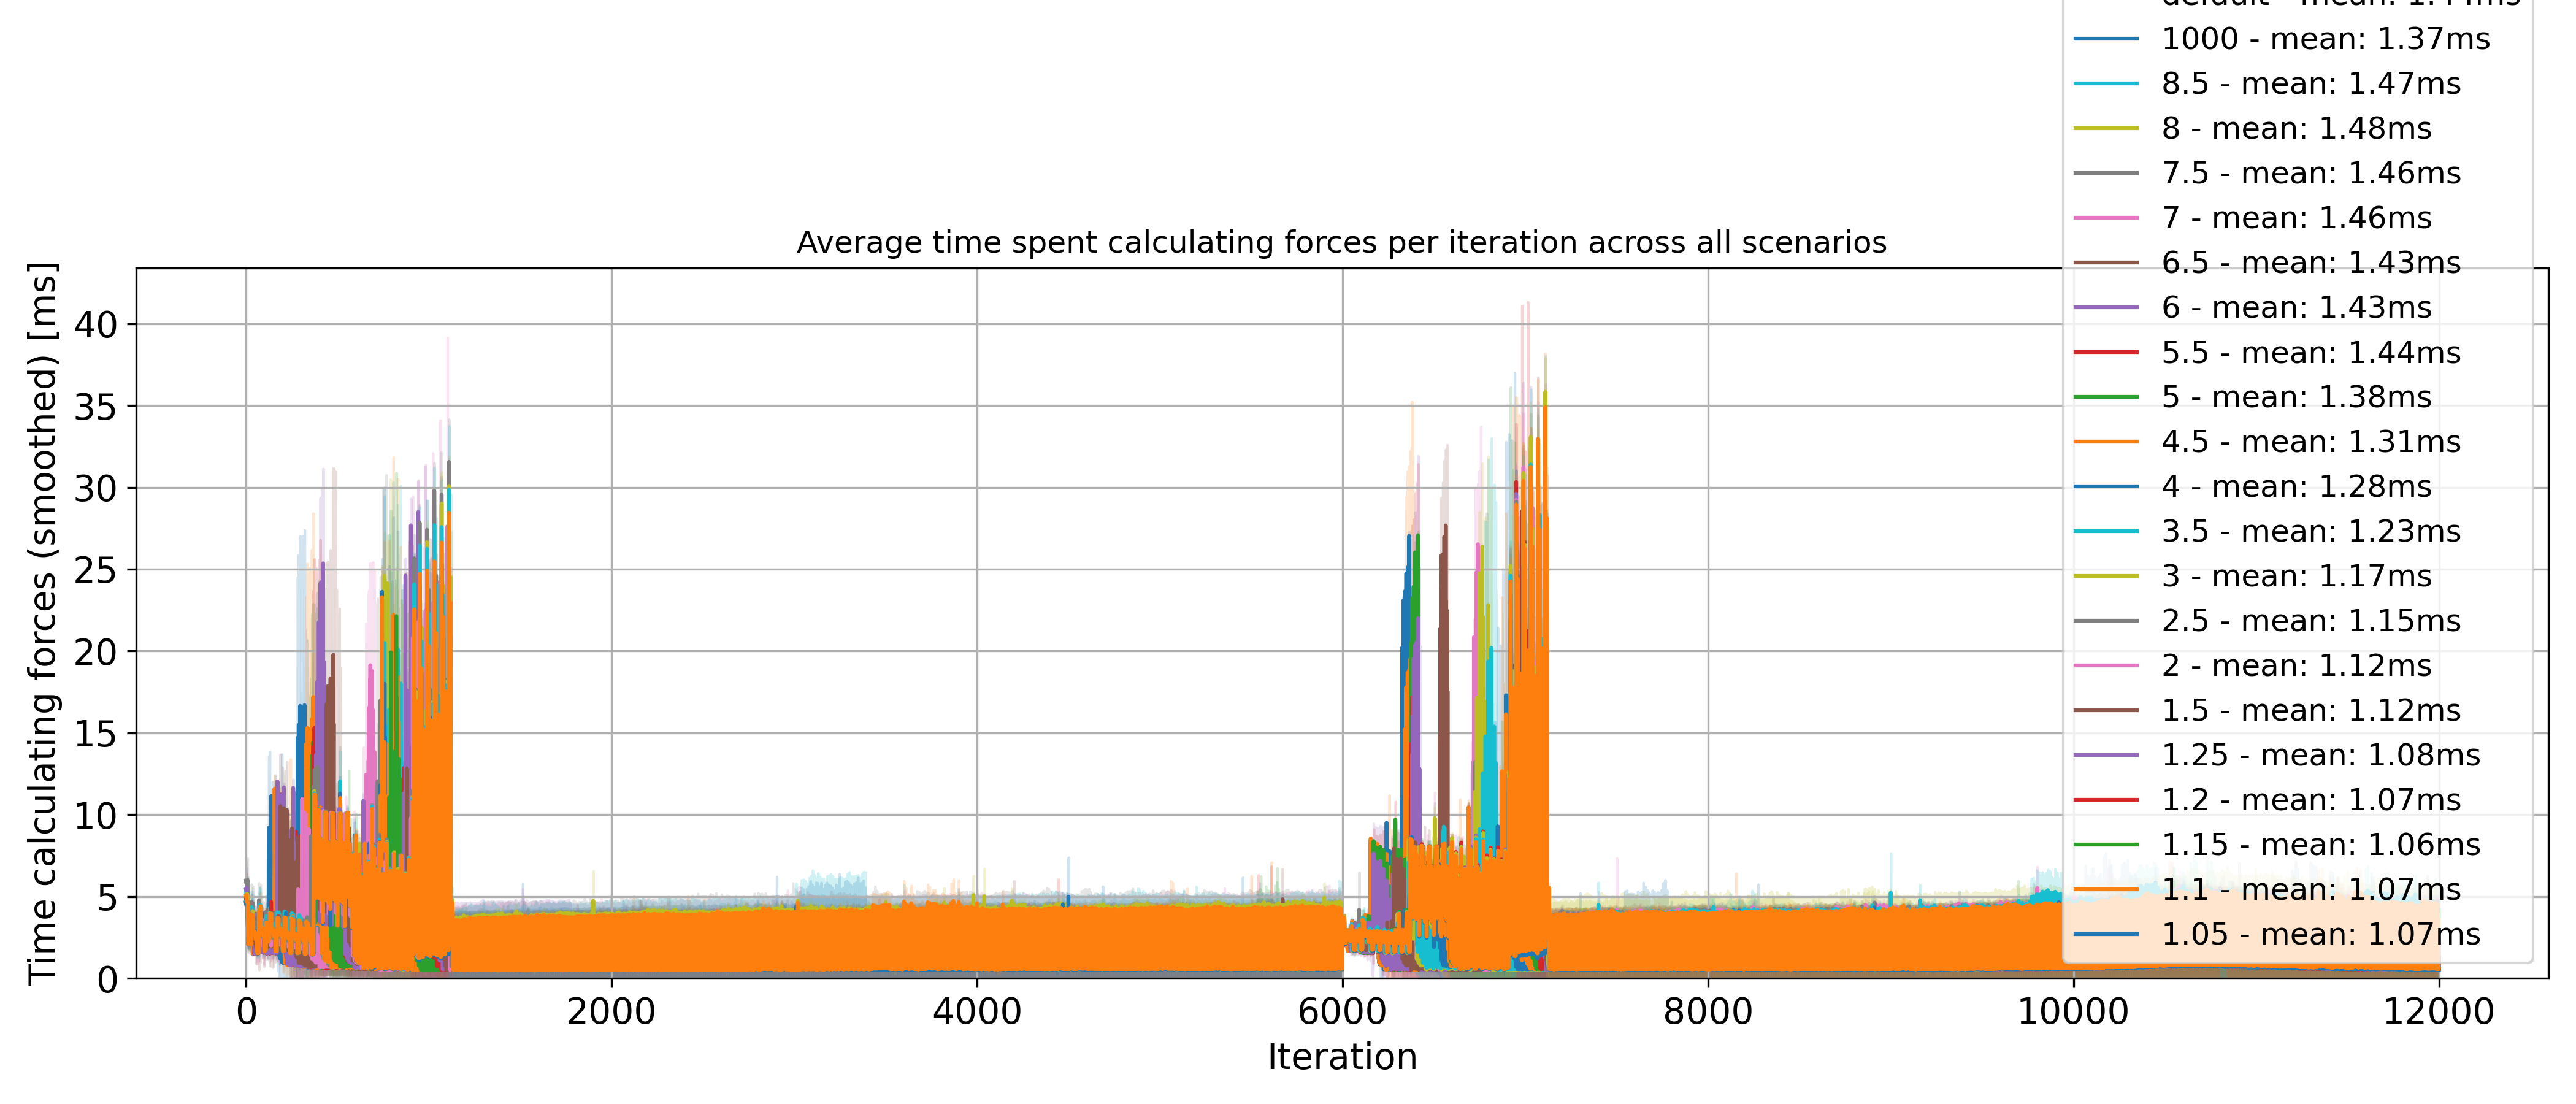 1000 - mean: 1.37ms
8.5 - mean: 1.47ms
8 - mean: 1.48ms
7.5 - mean: 1.46ms
7 - mean: 1.46ms
6.5 - mean: 1.43ms
6 - mean: 1.43ms
5.5 - mean: 1.44ms
5 - mean: 1.38ms
4.5 - mean: 1.31ms
4 - mean: 1.28ms
3.5 - mean: 1.23ms
3 - mean: 1.17ms
2.5 - mean: 1.15ms
2 - mean: 1.12ms
1.5 - mean: 1.12ms
1.25 - mean: 1.08ms
1.2 - mean: 1.07ms
1.15 - mean: 1.06ms
1.1 - mean: 1.07ms
1.05 - mean: 1.07ms
Average time spent calculating forces per iteration across all scenarios
Time calculating forces (smoothed) [ms]
40
35
30
25
20
15
10
5
0
0 2000 4000 6000 8000 10000 12000
Iteration